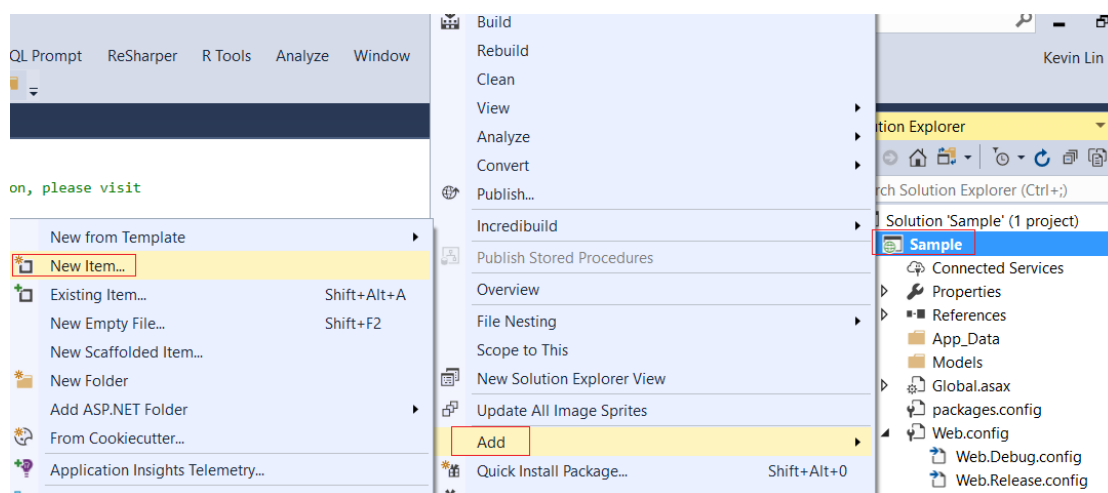 QL Prompt ReSharper R Tools Analyze Window
Kevin Lin
on, please visit
New from Template
New Item...
Existing Item... Shift+Alt+A
New Empty File... Shift+F2
New Scaffolded Item...
New Folder
Add ASP.NET Folder
From Cookiecutter...
Application Insights Telemetry...
Build
Rebuild
Clean
View
Analyze
Convert
Publish...
Incredibuild
Publish Stored Procedures
Overview
File Nesting
Scope to This
New Solution Explorer View
Update All Image Sprites
Add
Quick Install Package... Shift+Alt+0
ution Explorer
rch Solution Explorer (Ctrl+;)
Solution 'Sample' (1 project)
Sample
Connected Services
Properties
References
App_Data
Models
Global.asax
packages.config
Web.config
Web.Debug.config
Web.Release.config